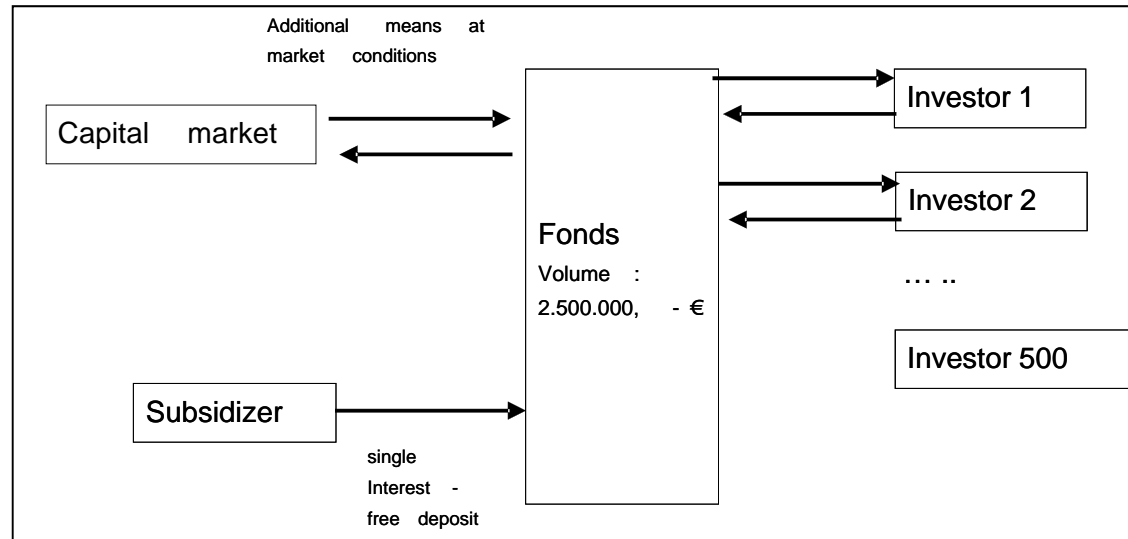 Additional means at
market conditions
Capital market
Fonds
Volume :
2.500.000, - €
Subsidizer
single
Interest -
free deposit
Investor 1
Investor 2
... ..
Investor 500